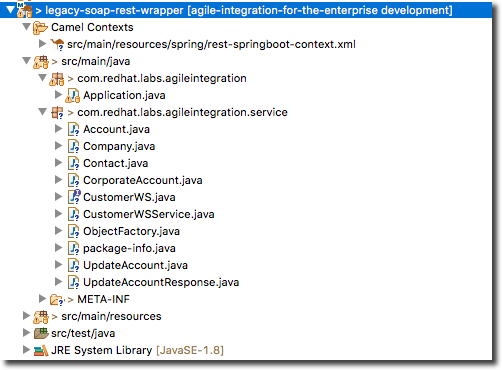 > legacy-soap-rest-wrapper [agile-integration-for-the-enterprise development]
Camel Contexts
src/main/resources/spring/rest-springboot-context.xml
> src/main/java
> com.redhat.labs.agileintegration
Application.java
> com.redhat.labs.agileintegration.service
Account.java
Company.java
Contact.java
CorporateAccount.java
CustomerWS.java
CustomerWSService.java
ObjectFactory.java
package-info.java
UpdateAccount.java
UpdateAccountResponse.java
> META-INF
> src/main/resources
src/test/java
JRE System Library [JavaSE-1.8]